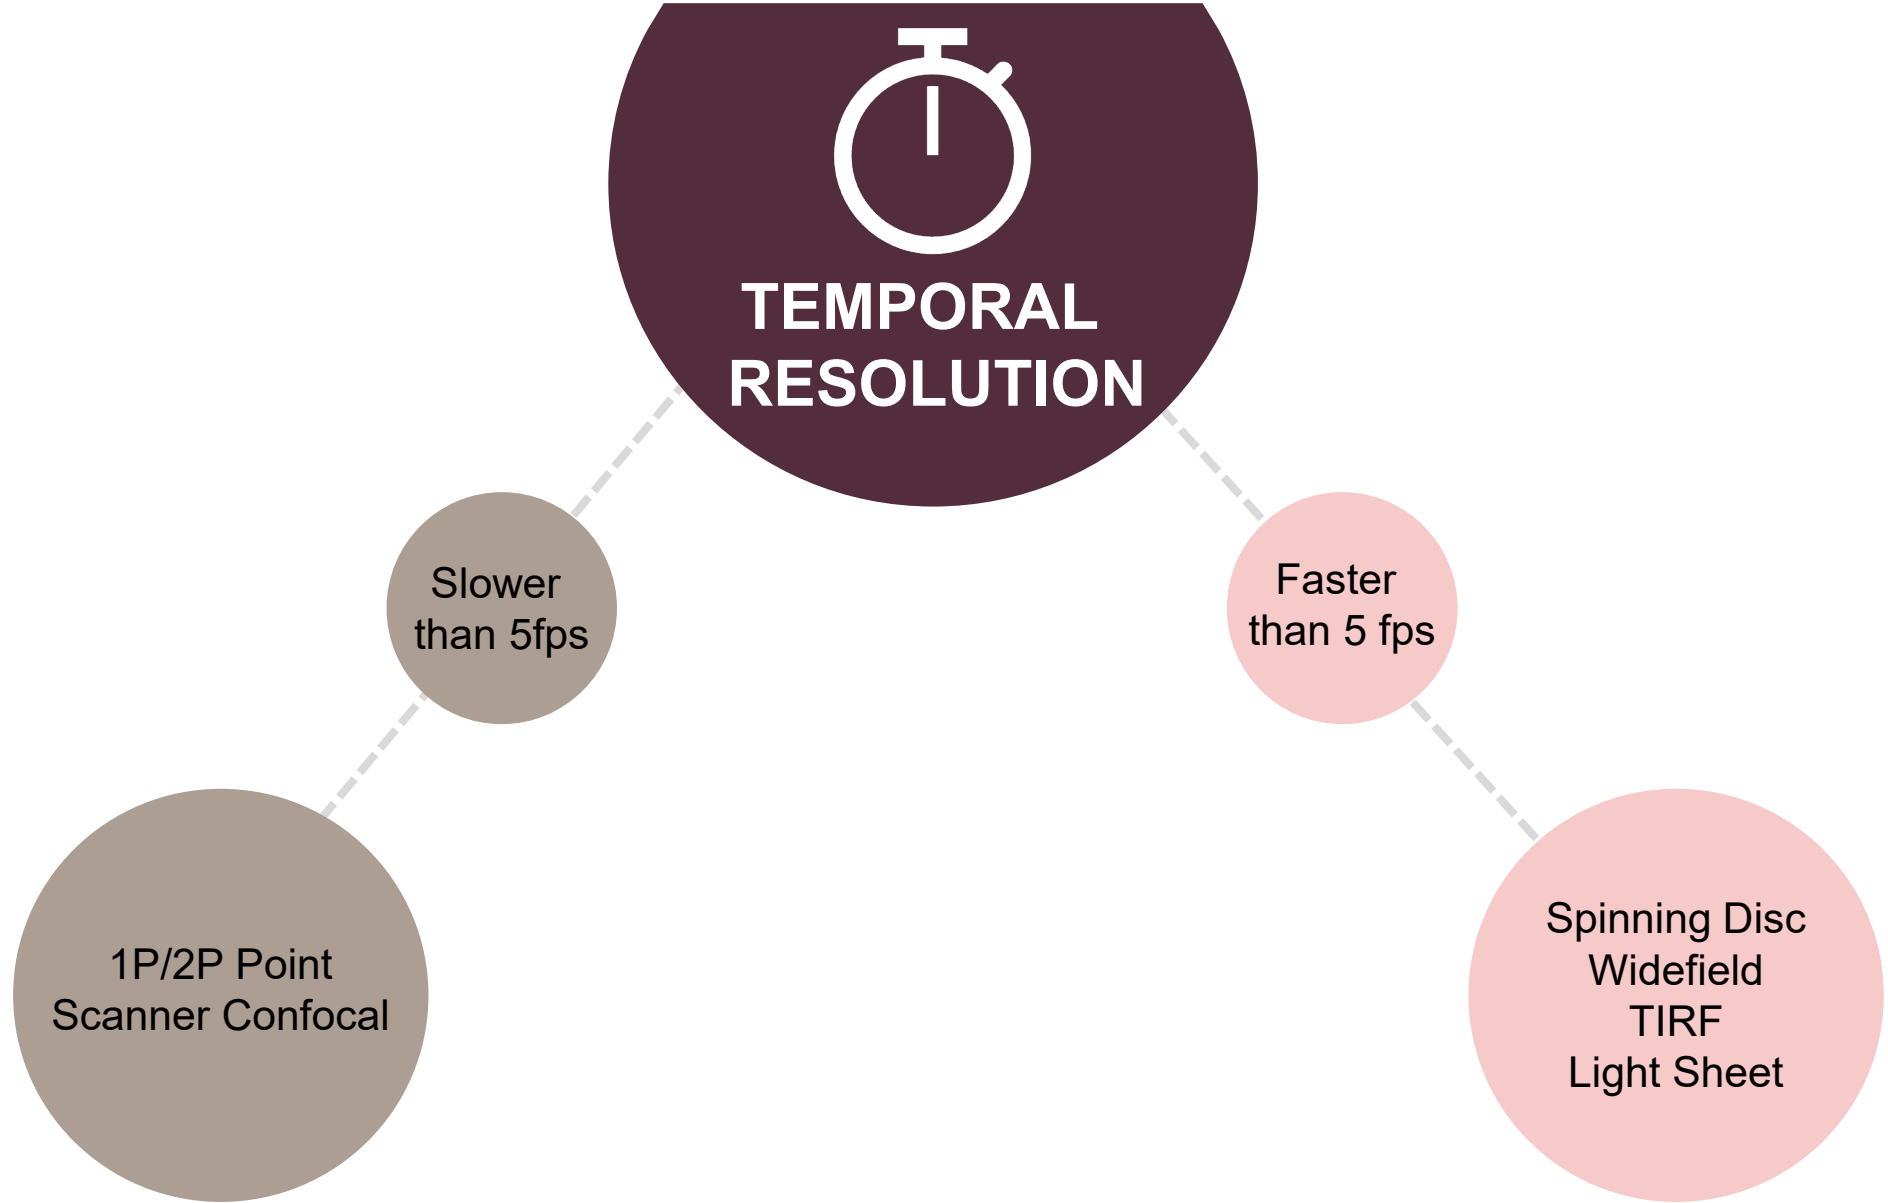 TEMPORAL
RESOLUTION
Slower
than 5fps
Faster
than 5 fps
1P/2P Point
Scanner Confocal
Spinning Disc
Widefield
TIRF
Light Sheet